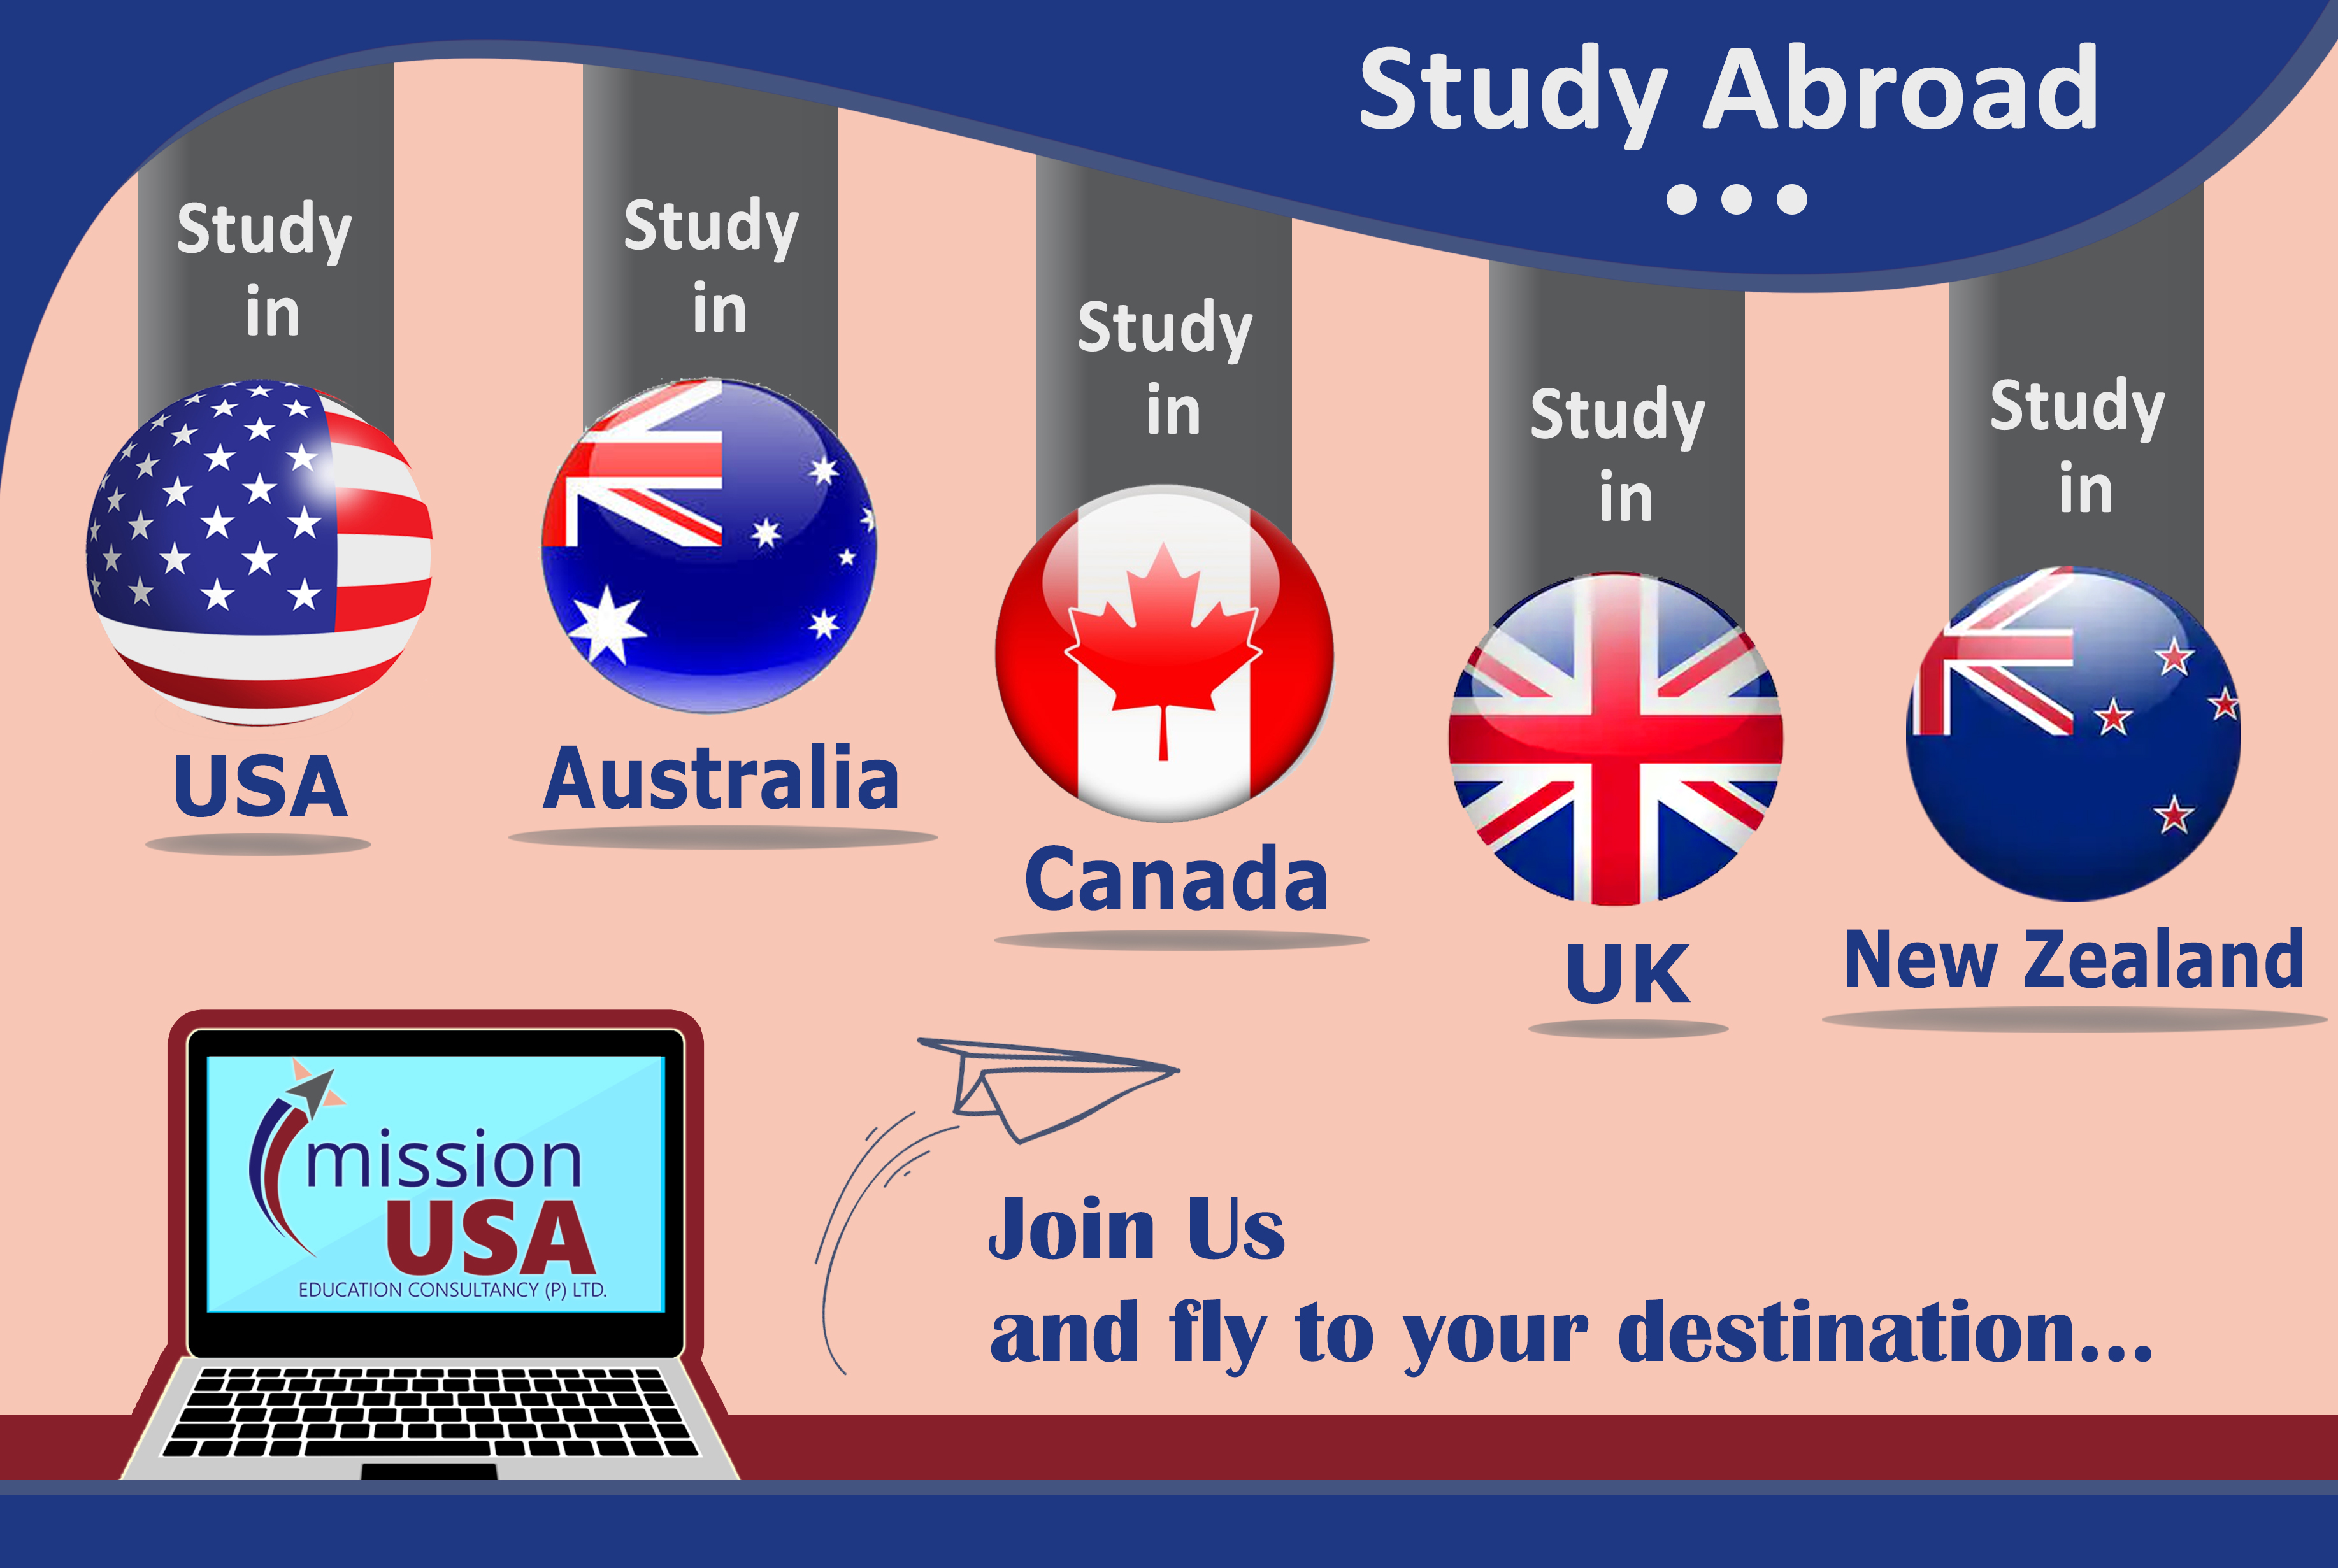 Study Abroad
Study
in
USA
Study
in
Australia
Study
in
Canada
Study
in
UK
Study
in
New Zealand
mission
USA
EDUCATION CONSULTANCY (P) LTD.
Join Us
and fly to your destination...